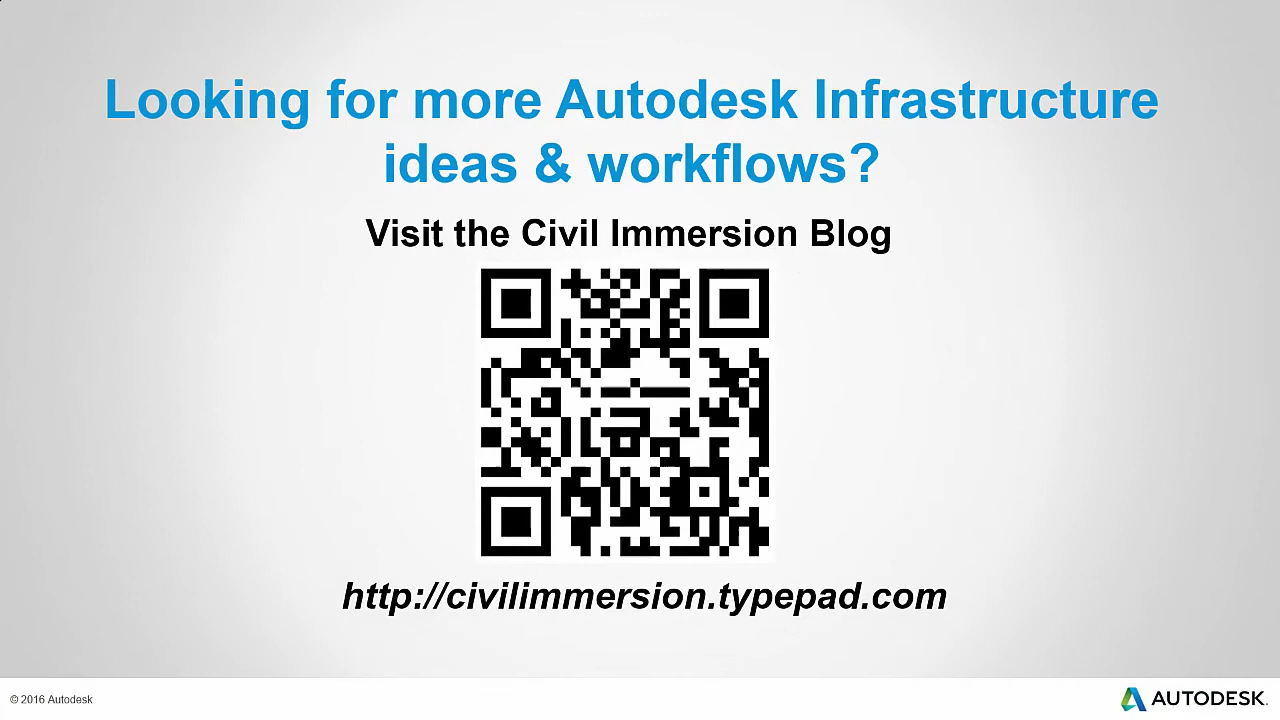 Looking for more Autodesk Infrastructure
ideas & workflows?
Visit the Civil Immersion Blog
http://civilimmersion.typepad.com
© 2016 Autodesk
AUTODESK.